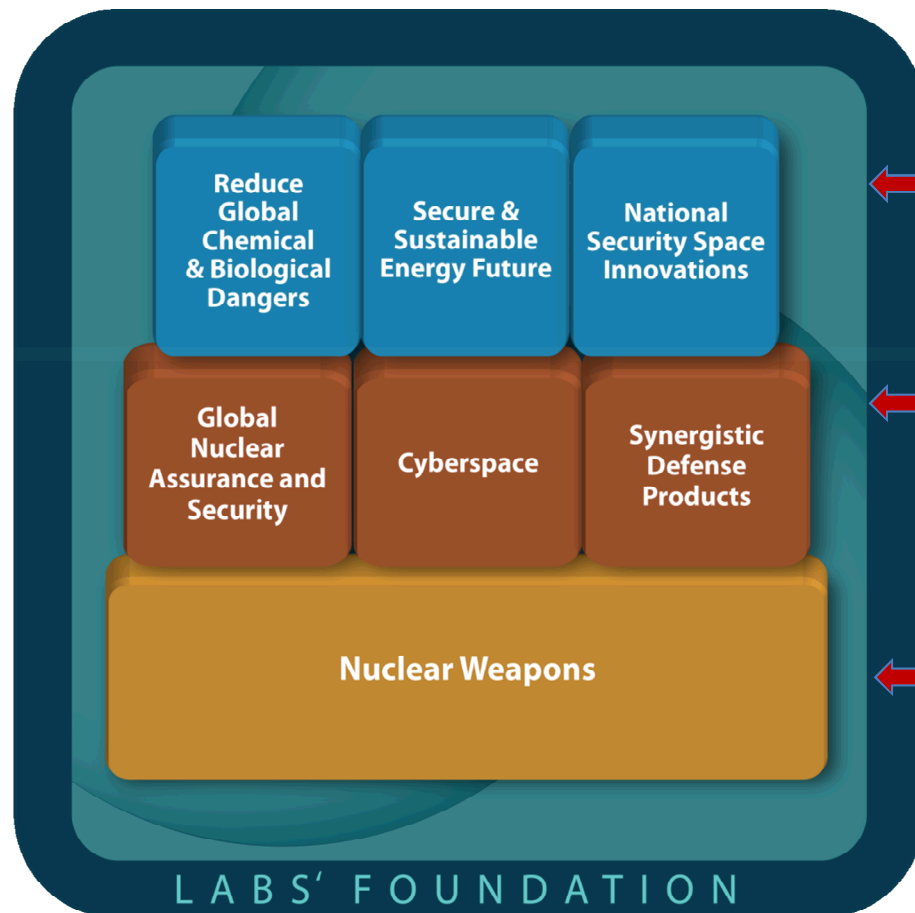 Reduce
Global
Chemical
& Biological
Dangers
Secure &
Sustainable
Energy Future
National
Security Space
Innovations
Global
Nuclear
Assurance and
Security
Cyberspace
Synergistic
Defense
Products
Nuclear Weapons
LABS‘ FOUNDATION